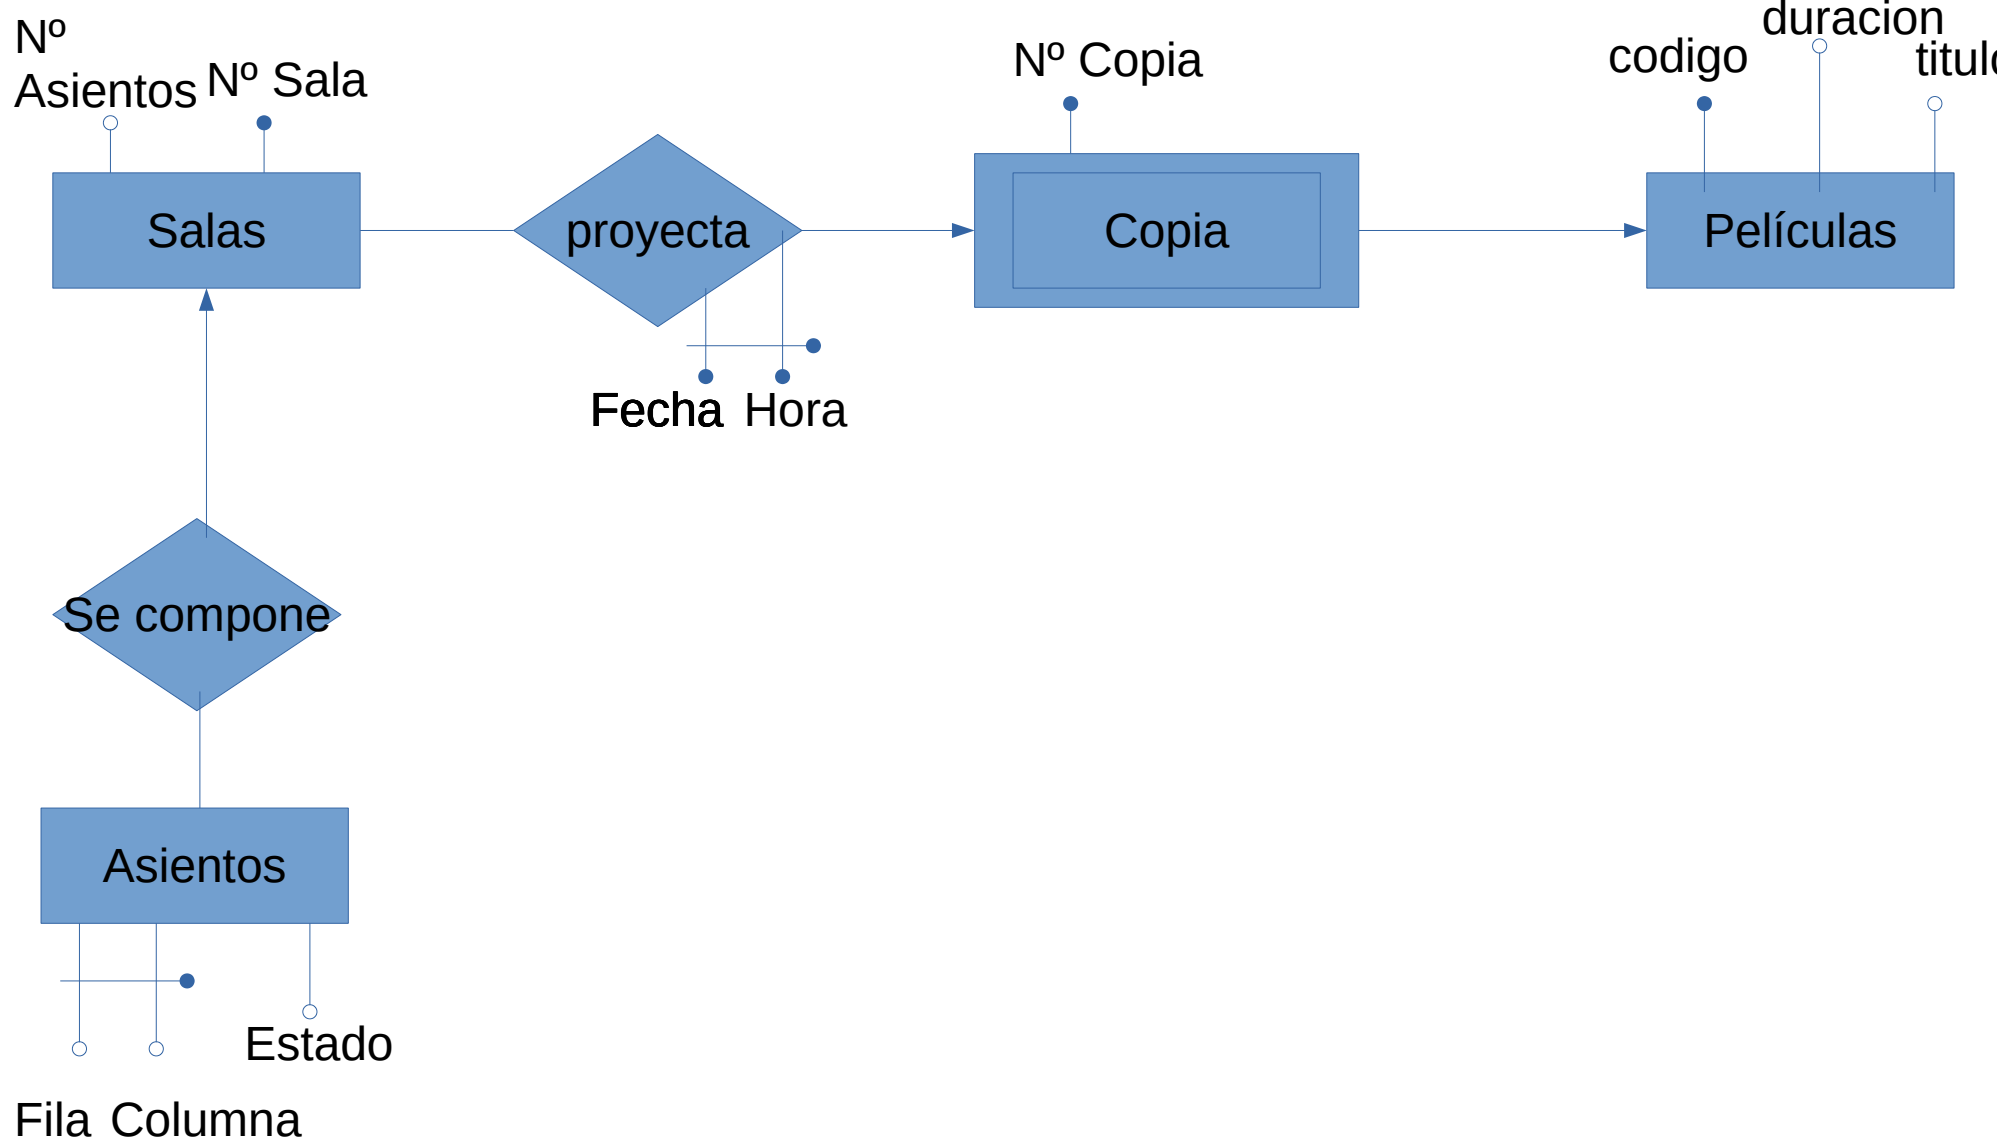 Nº
Asientos
Nº Sala
Nº Copia
codigo
duracion
titulo
Salas
proyecta
Copia
Películas
Fecha
Hora
Se compone
Asientos
Estado
Fila
Columna